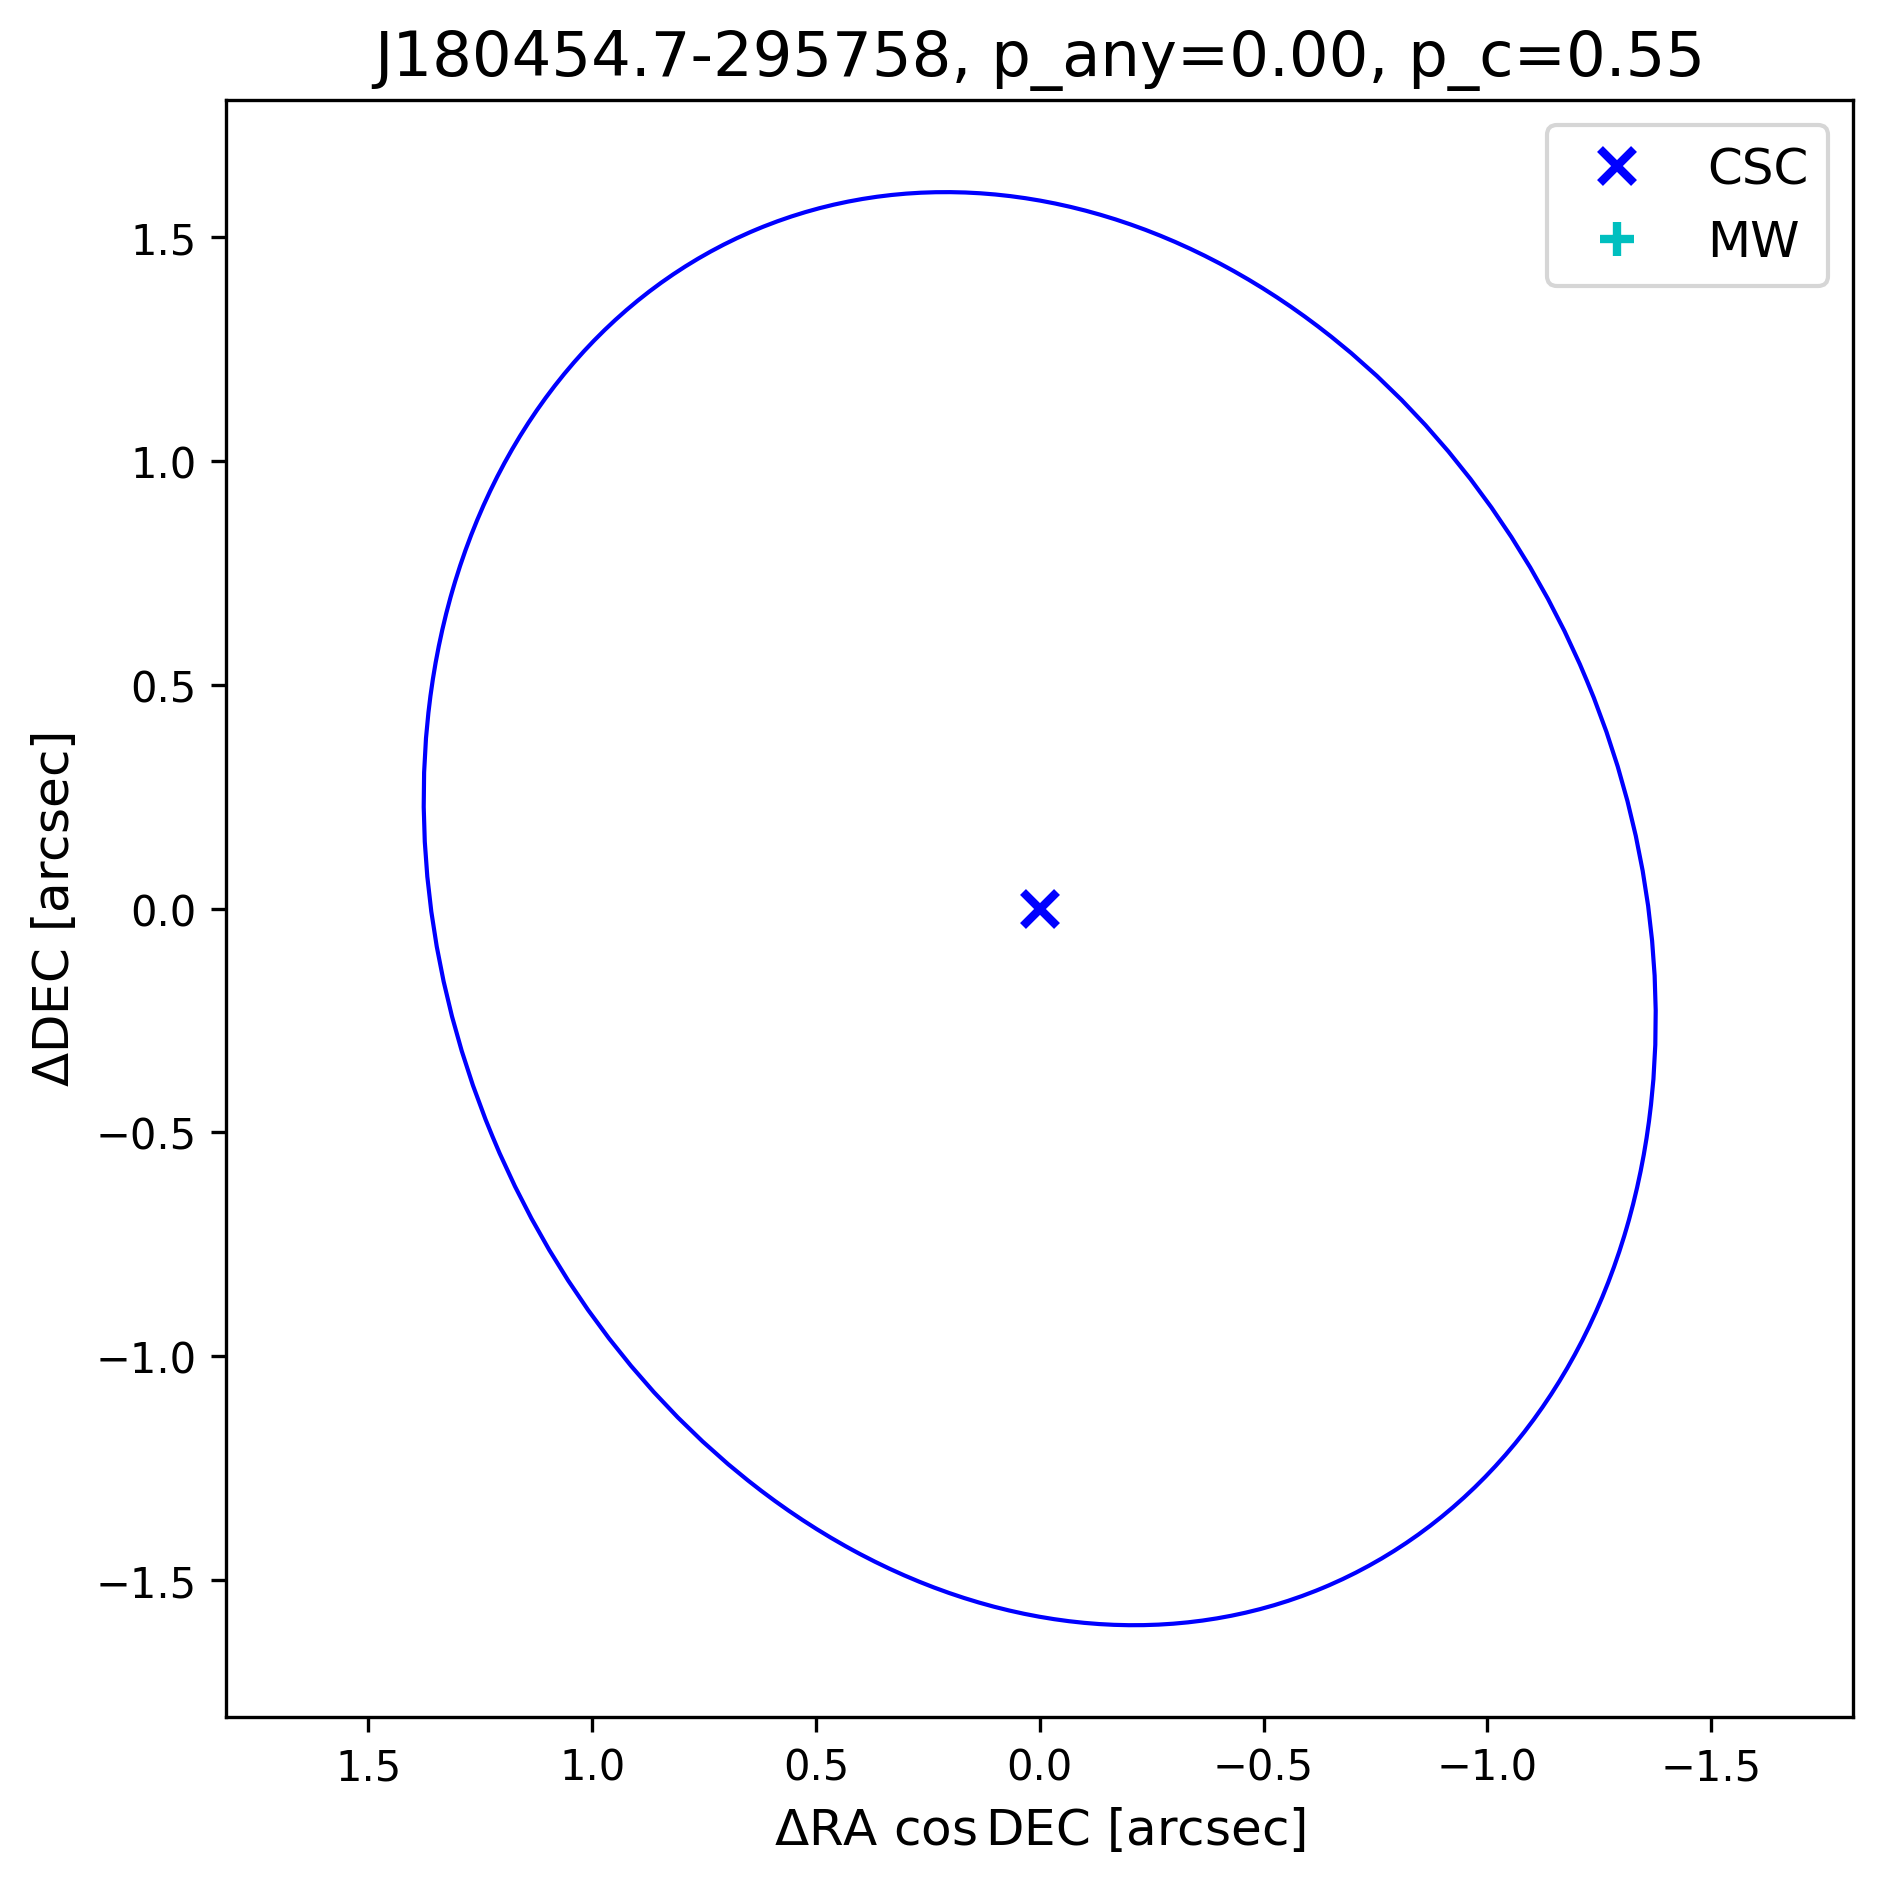 J180454.7-295758, p_any=0.00, p_c=0.55
CSC
MW
1.5
1.0
0.5
0.0
−0.5
−1.0
−1.5
ΔDEC [arcsec]
1.5 1.0 0.5 0.0 −0.5 −1.0 −1.5
ΔRA cos DEC [arcsec]